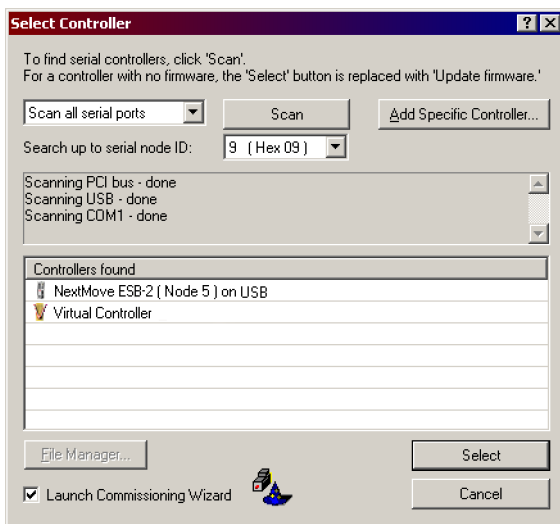 Select Controller
To find serial controllers, click 'Scan'.
For a controller with no firmware, the 'Select' button is replaced with 'Update firmware.'
Scan all serial ports
Scan
Add Specific Controller...
Search up to serial node ID:
9 ( Hex 09 )
Scanning PCI bus - done
Scanning USB - done
Scanning COM1 - done
Controllers found
NextMove ESB-2 ( Node 5 ) on USB
Virtual Controller
File Manager...
Select
Launch Commissioning Wizard
Cancel